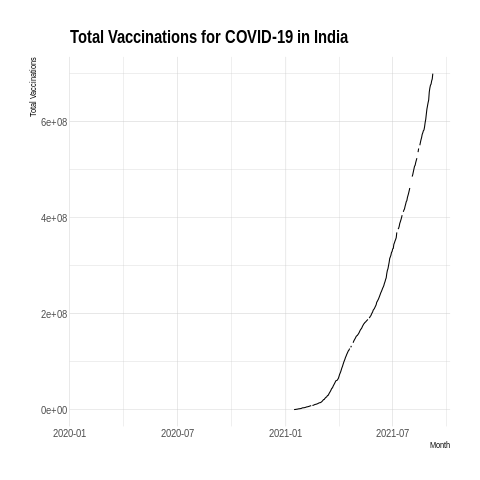 Total Vaccinations for COVID-19 in India
Total Vaccinations
6e+08
4e+08
2e+08
0e+00
2020-01 2020-07 2021-01 2021-07
Month